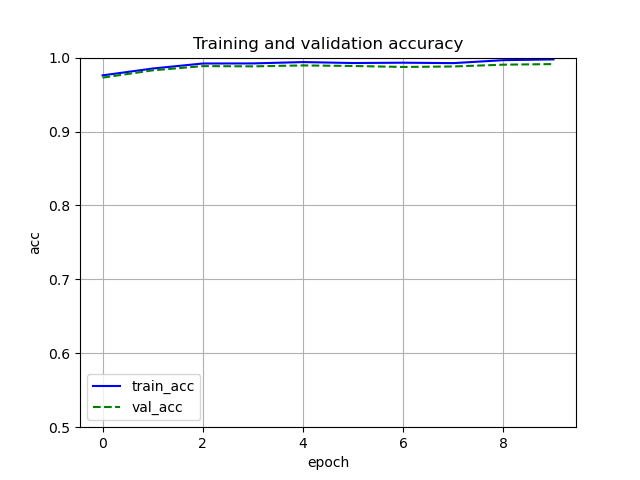 Training and validation accuracy
1.0
0.9
0.8
0.7
0.6
0.5
acc
train_acc
val_acc
0 2 4 6 8
epoch